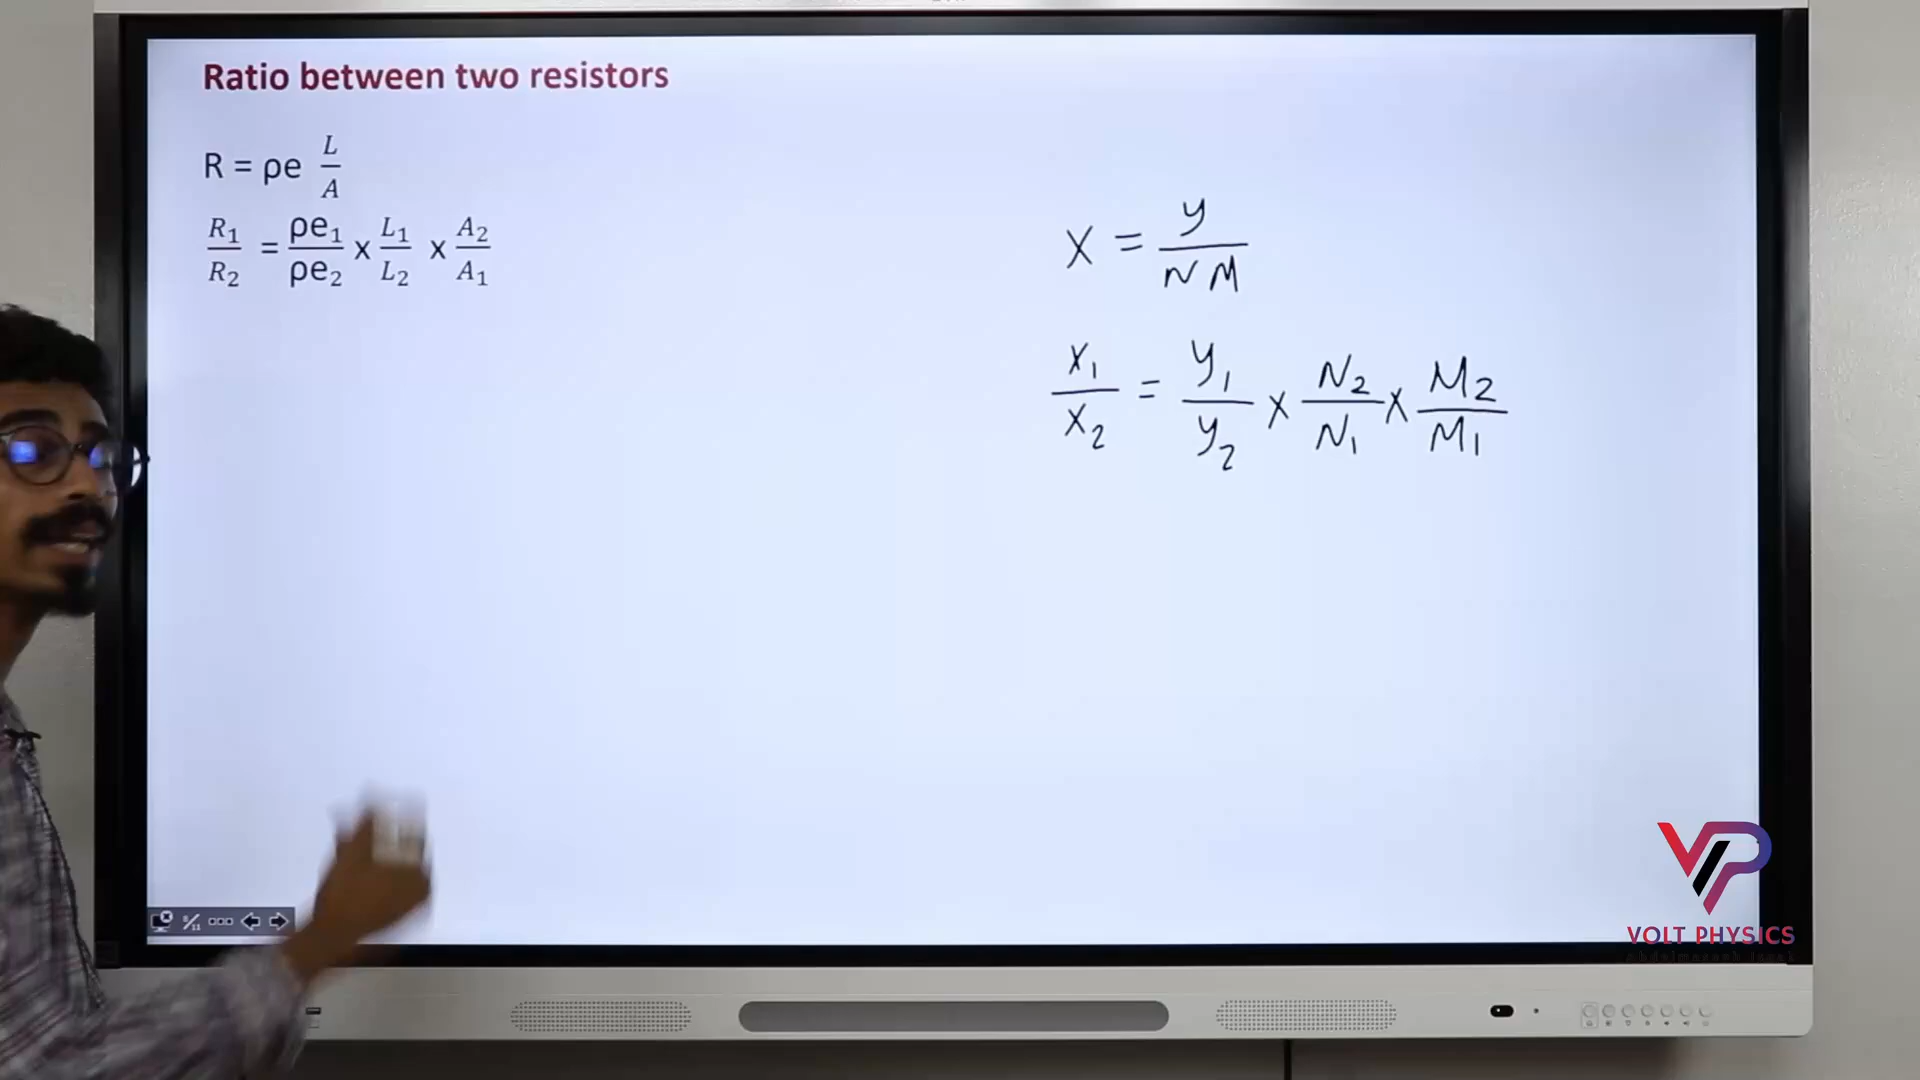 Ratio between two resistors
R = ρe L/A
R1/R2 = ρe1/ρe2 x L1/L2 x A2/A1
X = y/NM
X1/X2 = y1/y2 x N2/N1 x M2/M1
VOLT PHYSICS